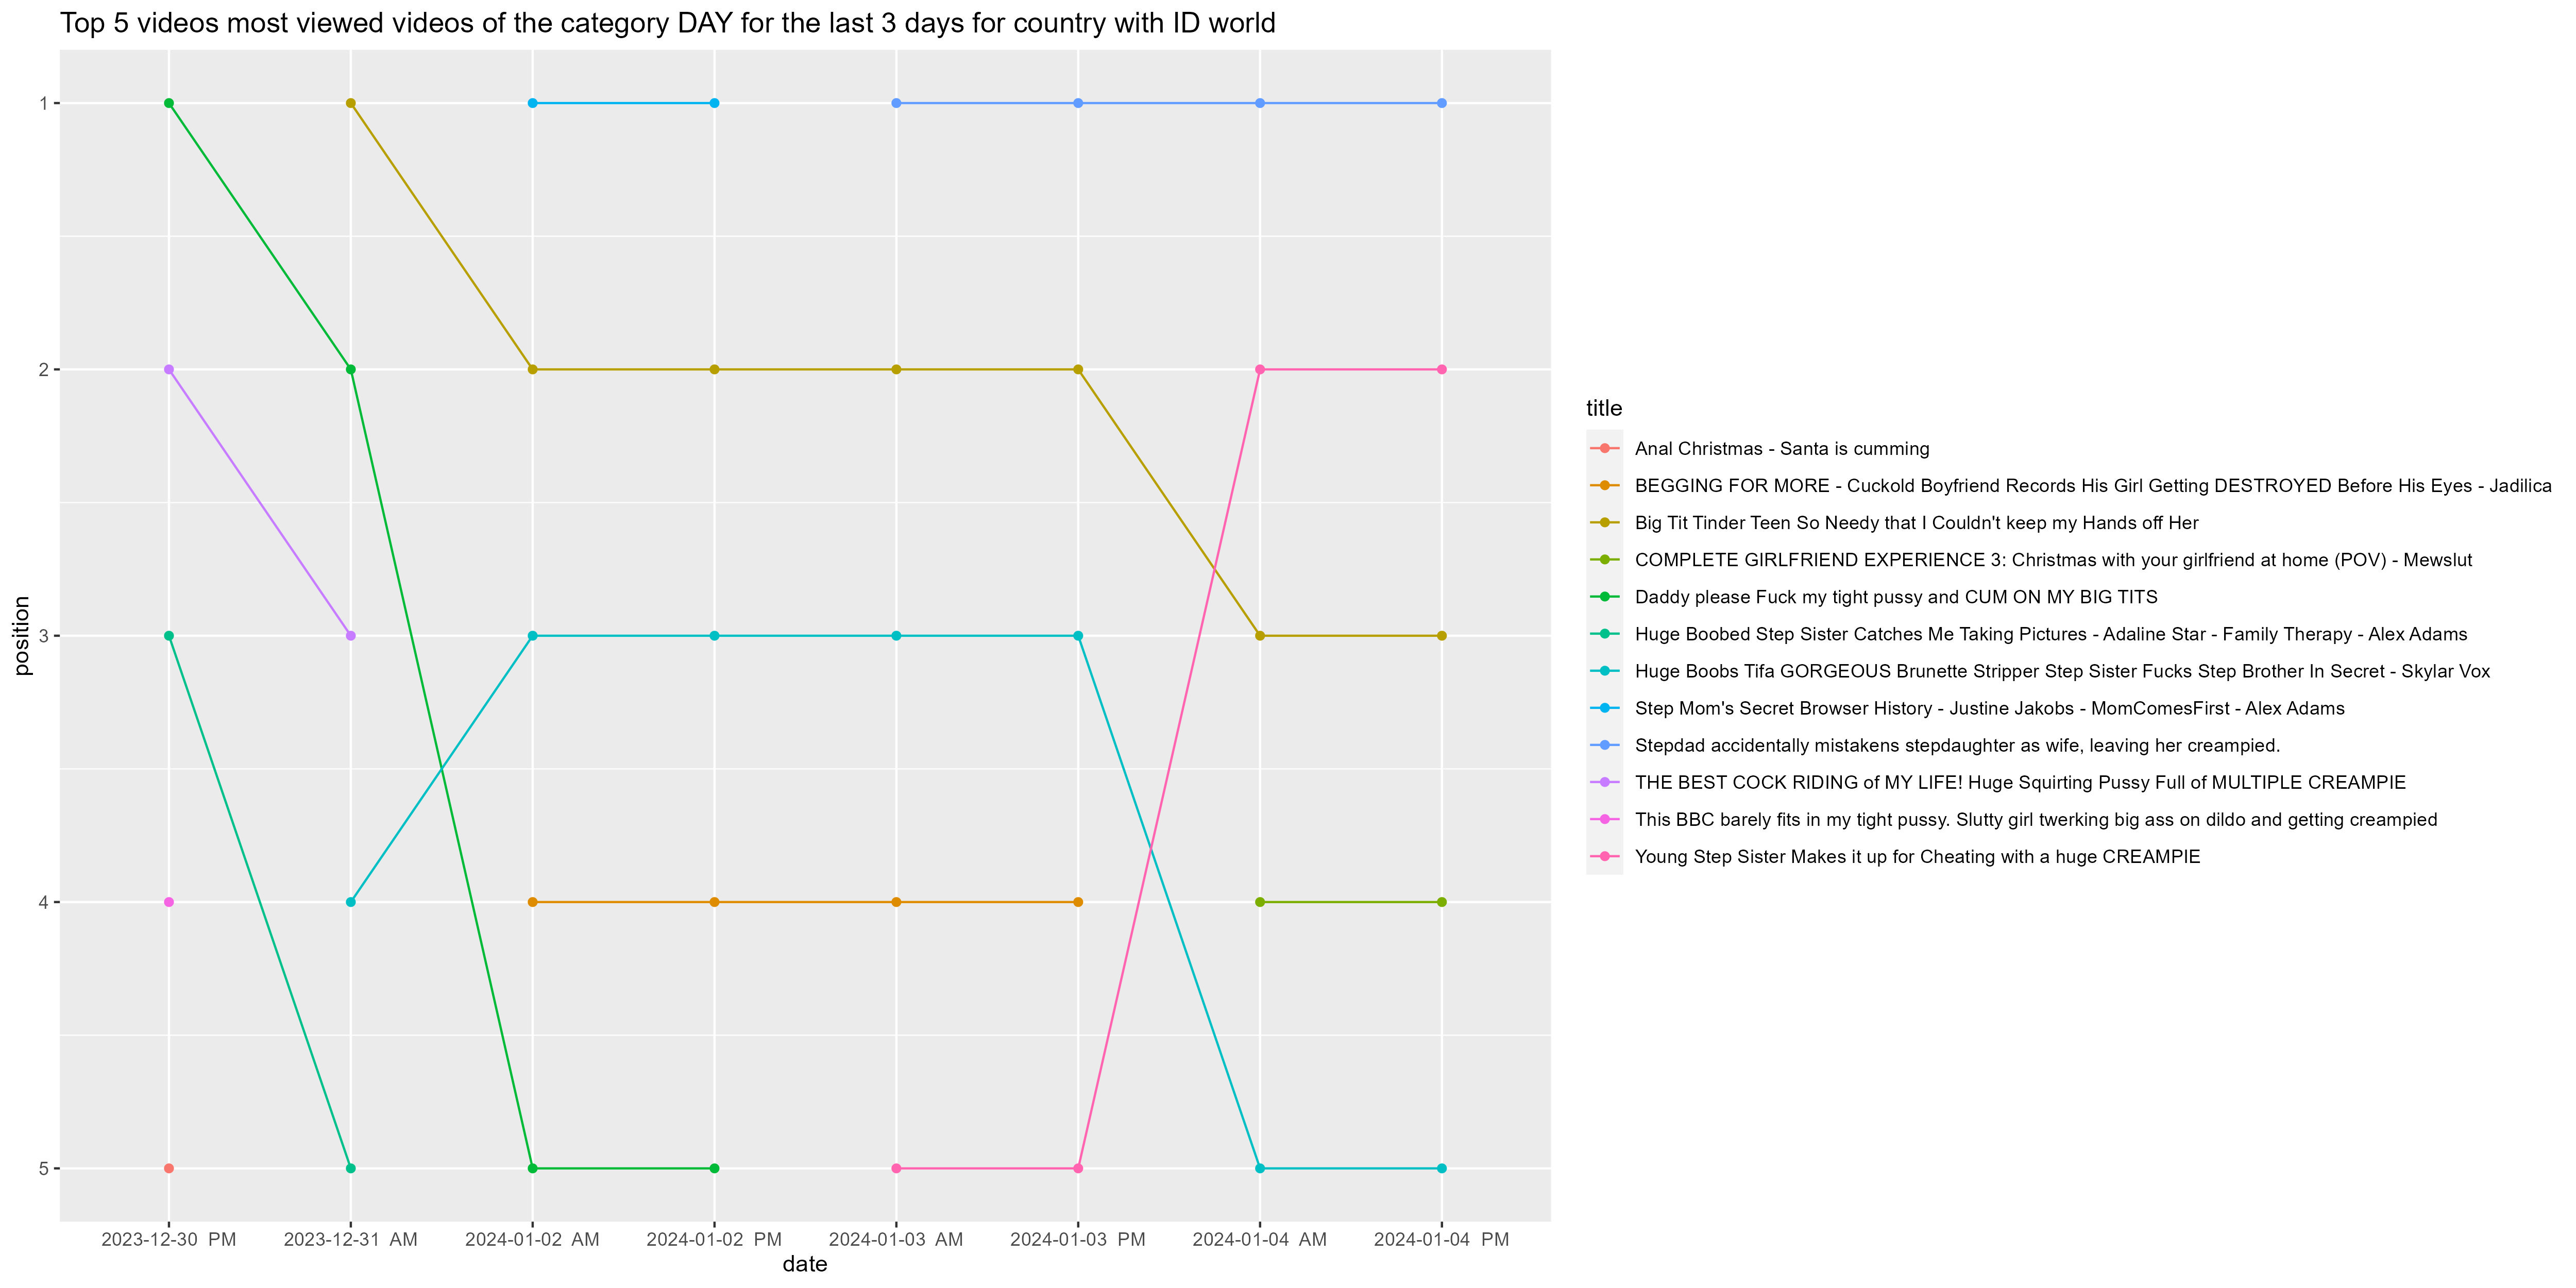 Top 5 videos most viewed videos of the category DAY for the last 3 days for country with ID world
position
1
2
3
4
5
2023-12-30 PM 2023-12-31 AM 2024-01-02 AM 2024-01-02 PM 2024-01-03 AM 2024-01-03 PM 2024-01-04 AM 2024-01-04 PM
date
title
Anal Christmas - Santa is cumming
BEGGING FOR MORE - Cuckold Boyfriend Records His Girl Getting DESTROYED Before His Eyes - Jadilica
Big Tit Tinder Teen So Needy that I Couldn't keep my Hands off Her
COMPLETE GIRLFRIEND EXPERIENCE 3: Christmas with your girlfriend at home (POV) - Mewslut
Daddy please Fuck my tight pussy and CUM ON MY BIG TITS
Huge Boobed Step Sister Catches Me Taking Pictures - Adaline Star - Family Therapy - Alex Adams
Huge Boobs Tifa GORGEOUS Brunette Stripper Step Sister Fucks Step Brother In Secret - Skylar Vox
Step Mom's Secret Browser History - Justine Jakobs - MomComesFirst - Alex Adams
Stepdad accidentally mistakens stepdaughter as wife, leaving her creampied.
THE BEST COCK RIDING of MY LIFE! Huge Squirting Pussy Full of MULTIPLE CREAMPIE
This BBC barely fits in my tight pussy. Slutty girl twerking big ass on dildo and getting creampied
Young Step Sister Makes it up for Cheating with a huge CREAMPIE